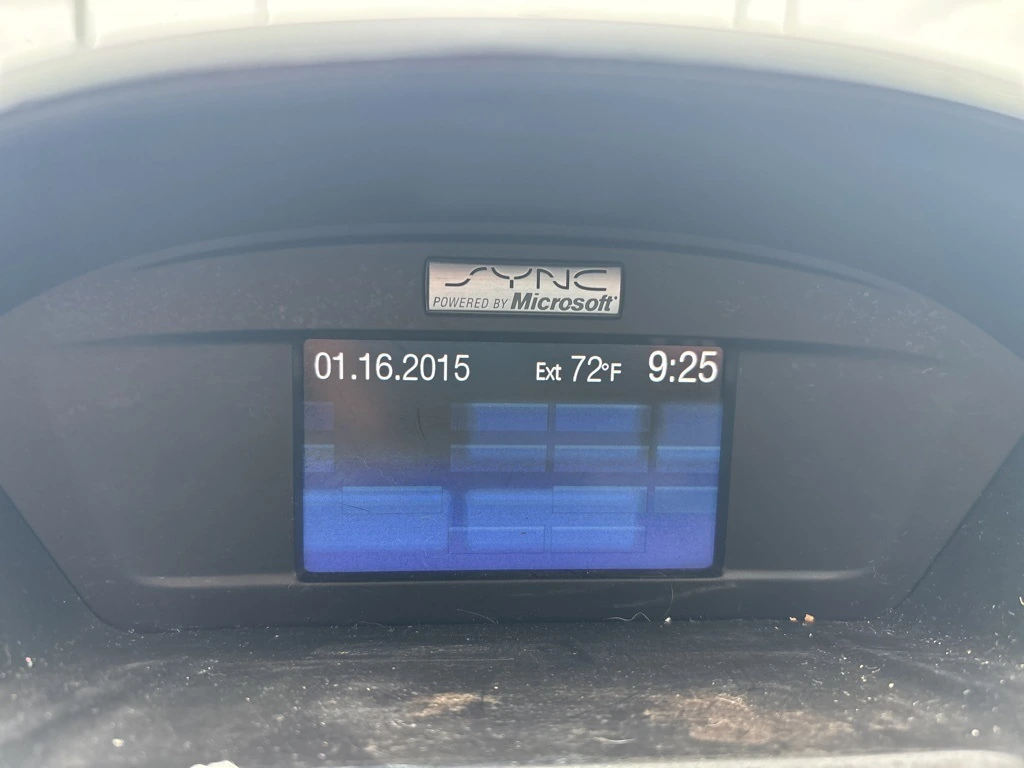 SYNC
POWERED BY Microsoft
01.16.2015 Ext 72°F 9:25